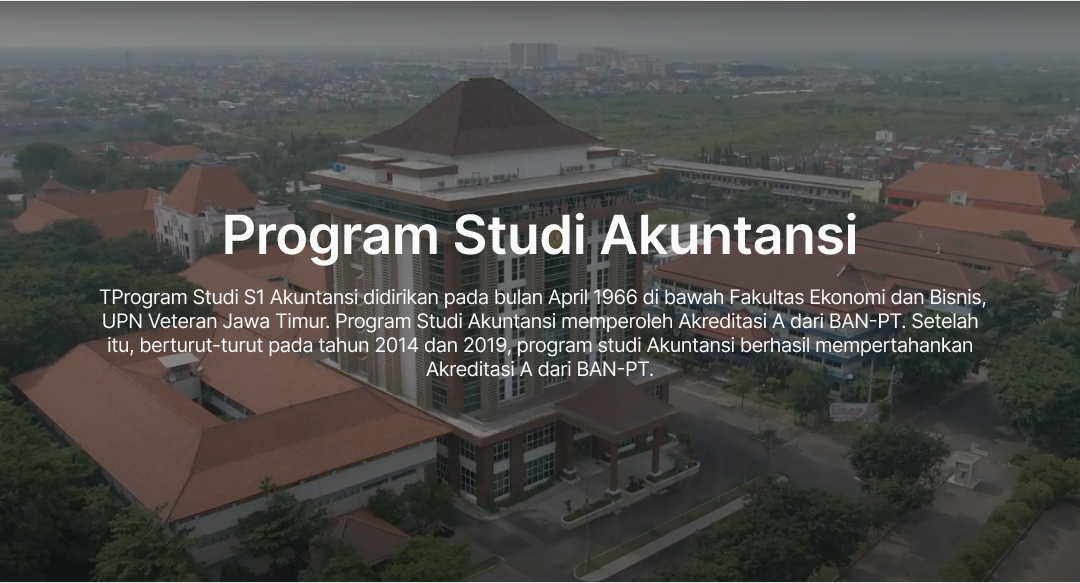 Program Studi Akuntansi
TProgram Studi S1 Akuntansi didirikan pada bulan April 1966 di bawah Fakultas Ekonomi dan Bisnis,
UPN Veteran Jawa Timur. Program Studi Akuntansi memperoleh Akreditasi A dari BAN-PT. Setelah
itu, berturut-turut pada tahun 2014 dan 2019, program studi Akuntansi berhasil mempertahankan
Akreditasi A dari BAN-PT.